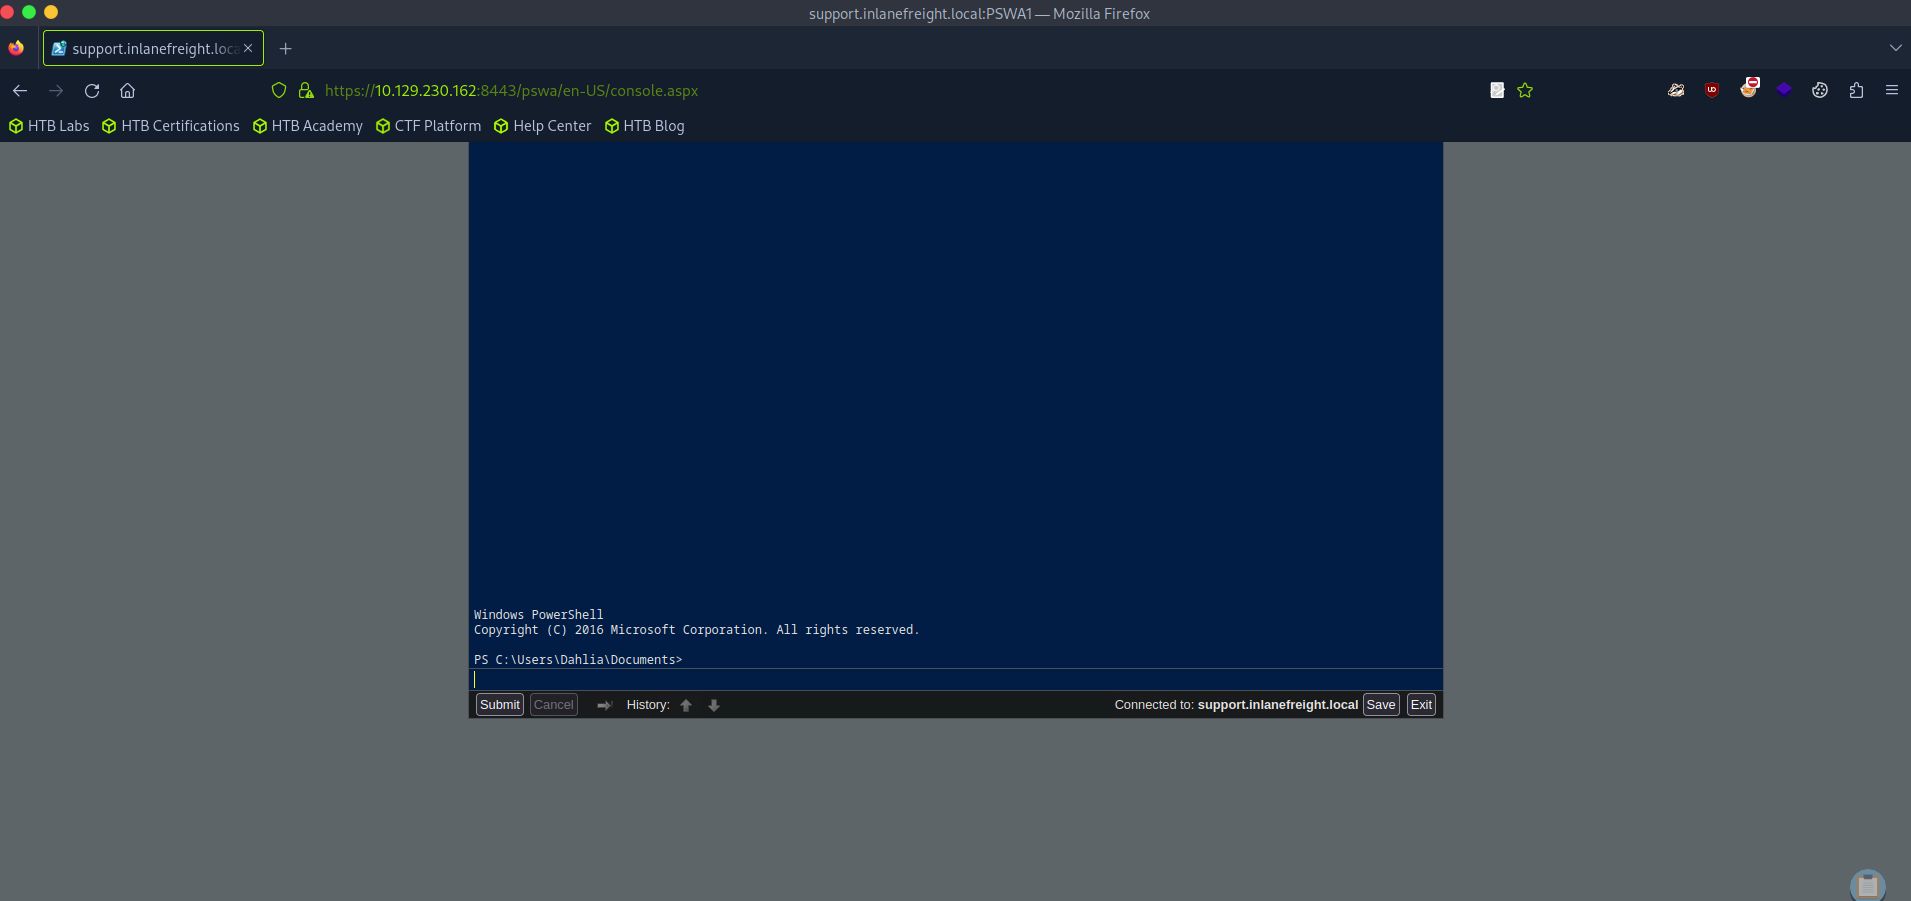 support.inlanefreight.local:PSWA1 — Mozilla Firefox
support.inlanefreight.loca
https://10.129.230.162:8443/pswa/en-US/console.aspx
HTB Labs HTB Certifications HTB Academy CTF Platform Help Center HTB Blog
Windows PowerShell
Copyright (C) 2016 Microsoft Corporation. All rights reserved.
PS C:\Users\Dahlia\Documents>
Submit Cancel History: Connected to: support.inlanefreight.local Save Exit